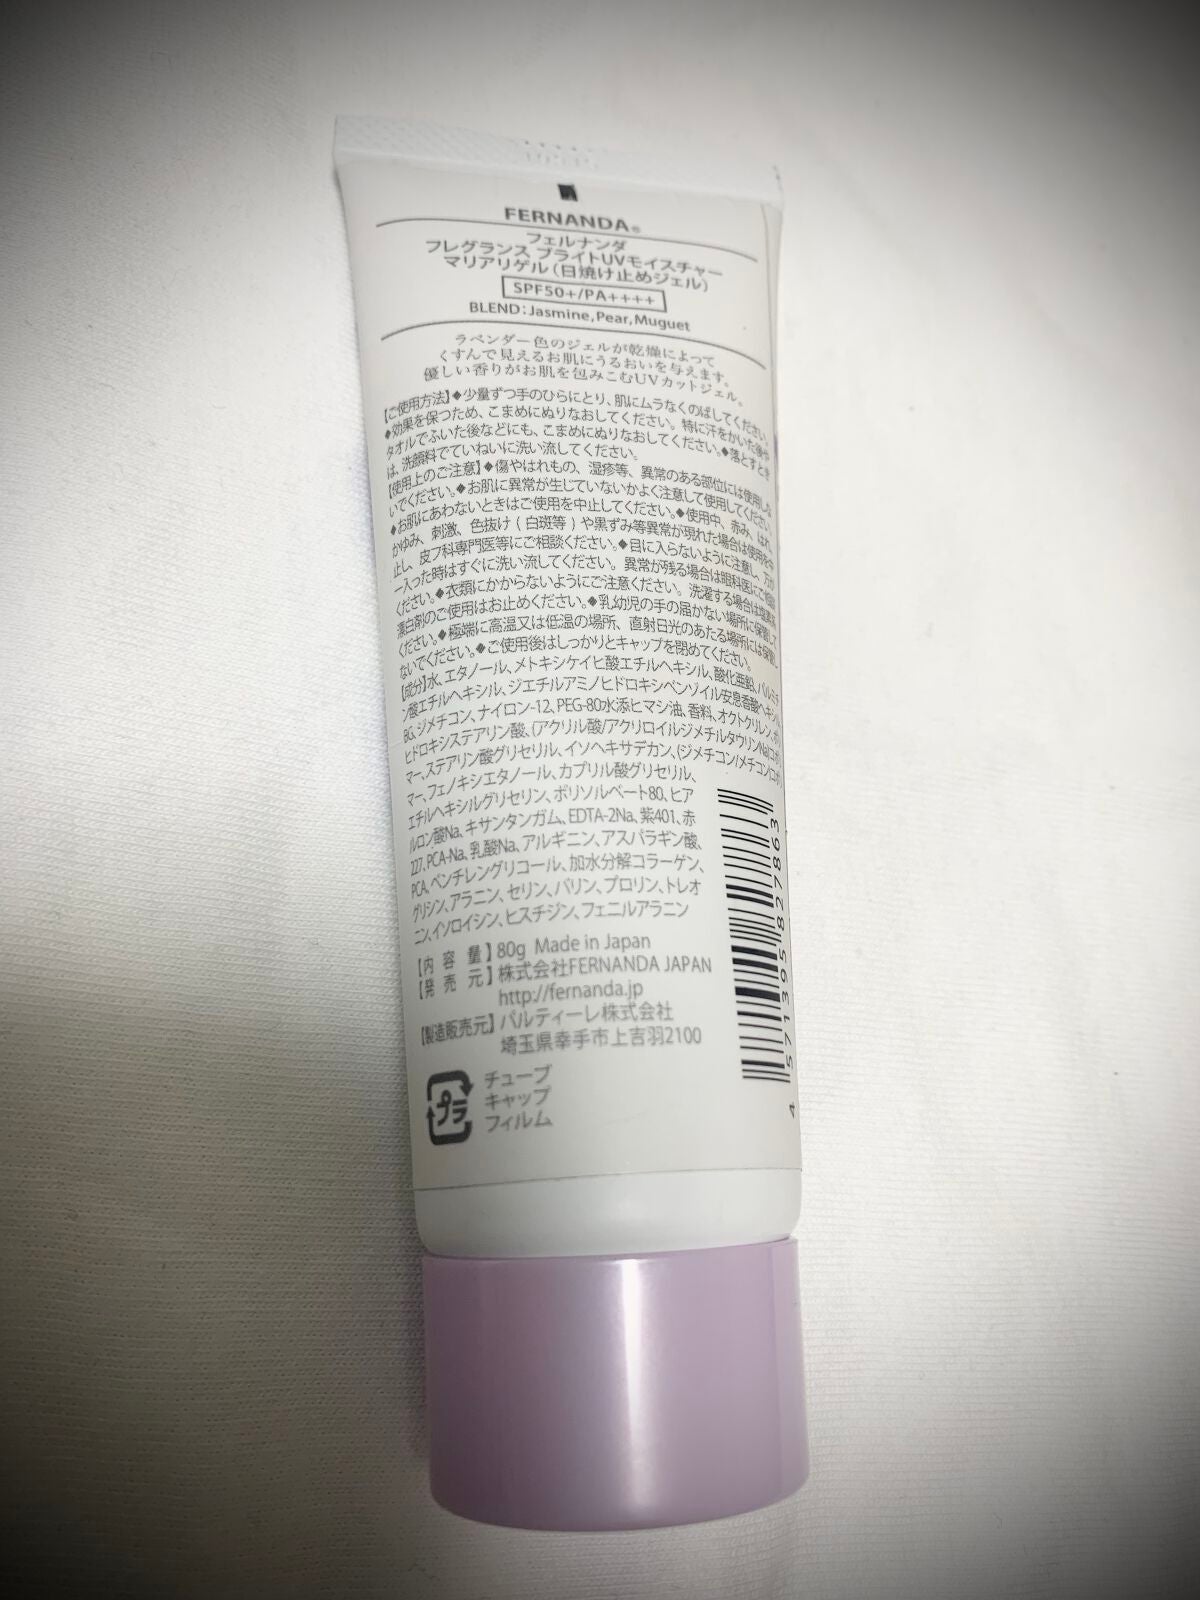 FERNANDA®
フェルナンダ
フレグランス ブライトUVモイスチャー
マリアリゲル(日焼け止めジェル)
SPF50+/PA++++
BLEND:Jasmine,Pear,Muguet
ラベンダー色のジェルが乾燥によって
くすんで見えるお肌にうるおいを与えます。
優しい香りがお肌を包みこむUVカットジェル。
【ご使用方法】◆少量ずつ手のひらにとり、肌にムラなくのばしてください。
◆効果を保つため、こまめにぬりなおしてください。特に汗をかいた後や
タオルでふいた後などにも、こまめにぬりなおしてください。◆落とすとき
は、洗顔料でていねいに洗い流してください。
【使用上のご注意】◆傷やはれもの、湿疹等、異常のある部位には使用しな
いでください。◆お肌に異常が生じていないかよく注意して使用してください。
◆お肌にあわないときはご使用を中止してください。◆使用中、赤み、はれ、
かゆみ、刺激、色抜け(白斑等)や黒ずみ等異常が現れた場合は使用を中
止し、皮フ科専門医等にご相談ください。◆目に入らないように注意し、万が
一入った時はすぐに洗い流してください。異常が残る場合は眼科医にご相談
ください。◆衣類にかからないようにご注意ください。洗濯する場合は塩素系
漂白剤のご使用はお止めください。◆乳幼児の手の届かない場所に保管して
ください。◆極端に高温又は低温の場所、直射日光のあたる場所には保管し
ないでください。◆ご使用後はしっかりとキャップを閉めてください。
【成分】水、エタノール、メトキシケイヒ酸エチルヘキシル、酸化亜鉛、パルミチ
ン酸エチルヘキシル、ジエチルアミノヒドロキシベンゾイル安息香酸ヘキシル、
BG、ジメチコン、ナイロン-12、PEG-80水添ヒマシ油、香料、オクトクリレン、ポリ
ヒドロキシステアリン酸、(アクリル酸/アクリロイルジメチルタウリンNa)コポリ
マー、ステアリン酸グリセリル、イソヘキサデカン、(ジメチコン/メチコン)コポリ
マー、フェノキシエタノール、カプリル酸グリセリル、
エチルヘキシルグリセリン、ポリソルベート80、ヒア
ルロン酸Na、キサンタンガム、EDTA-2Na、紫401、赤
227、PCA-Na、乳酸Na、アルギニン、アスパラギン酸、
PCA、ペンチレングリコール、加水分解コラーゲン、
グリシン、アラニン、セリン、バリン、プロリン、トレオ
ニン、イソロイシン、ヒスチジン、フェニルアラニン
【内 容 量】80g Made in Japan
【発 売 元】株式会社FERNANDA JAPAN
http://fernanda.jp
【製造販売元】パルティーレ株式会社
埼玉県幸手市上吉羽2100
プラ
チューブ
キャップ
フィルム
4 571395 827863